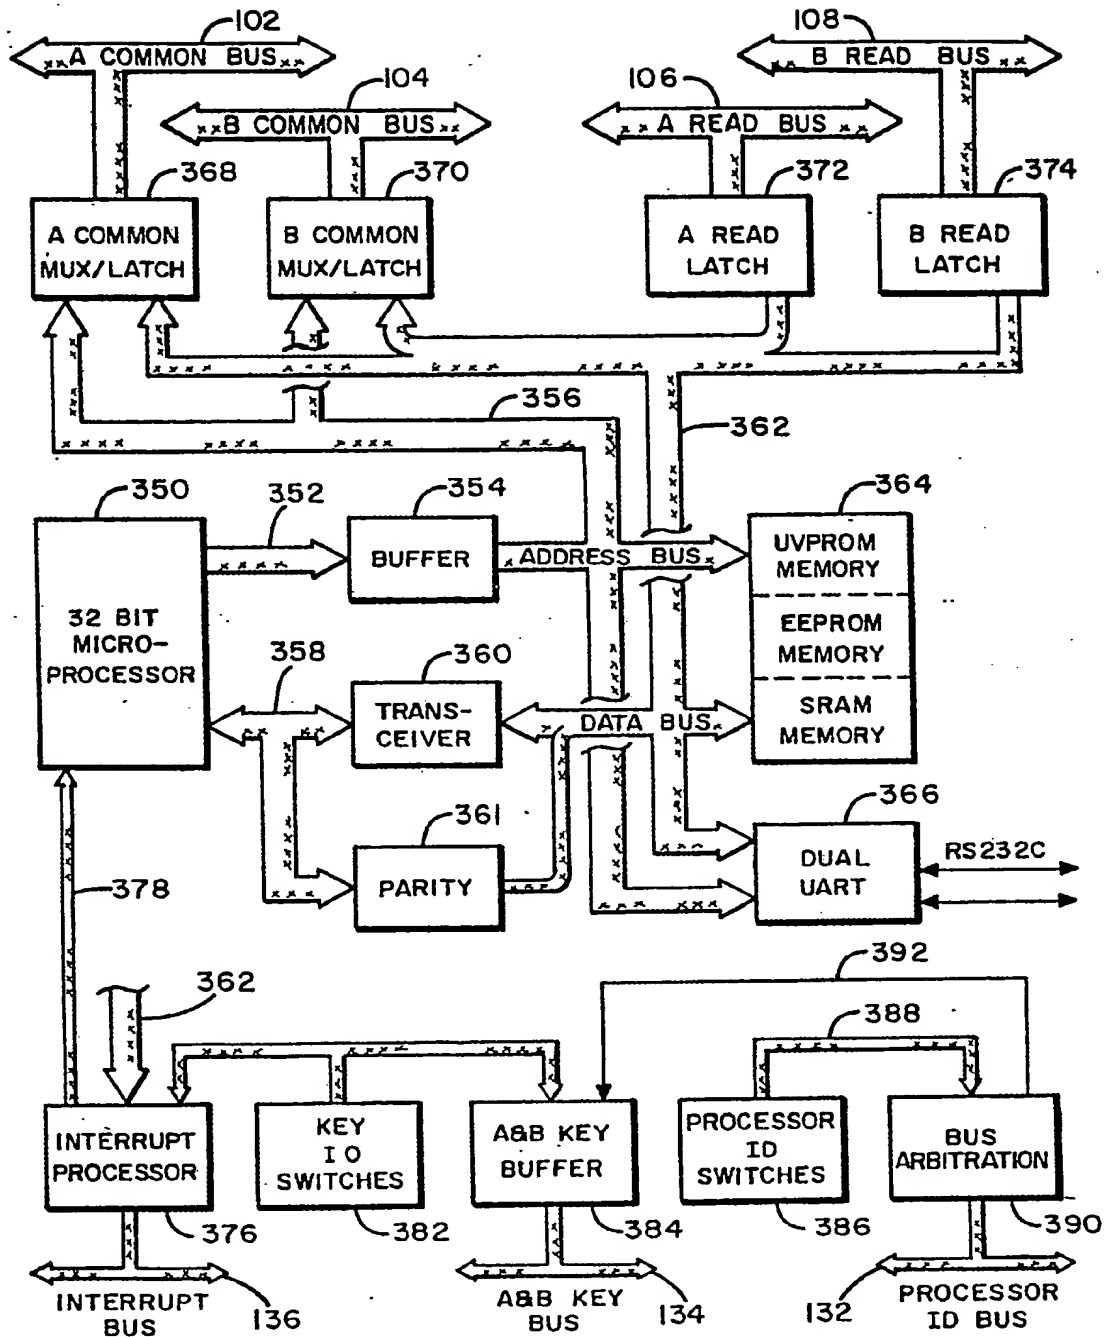 102
108
A COMMON BUS
B READ BUS
104
106
B COMMON BUS
A READ BUS
368
370
372
374
A COMMON
MUX/LATCH
B COMMON
MUX/LATCH
A READ
LATCH
B READ
LATCH
356
362
350
352
354
364
32 BIT
MICRO-
PROCESSOR
BUFFER
ADDRESS BUS
UVPROM
MEMORY
EEPROM
MEMORY
SRAM
MEMORY
358
360
TRANS-
CEIVER
DATA BUS
361
366
PARITY
DUAL
UART
RS232C
378
362
392
388
INTERRUPT
PROCESSOR
KEY
I O
SWITCHES
A&B KEY
BUFFER
PROCESSOR
ID
SWITCHES
BUS
ARBITRATION
376
382
384
386
390
INTERRUPT
BUS
136
A&B KEY
BUS
134
132
PROCESSOR
ID BUS